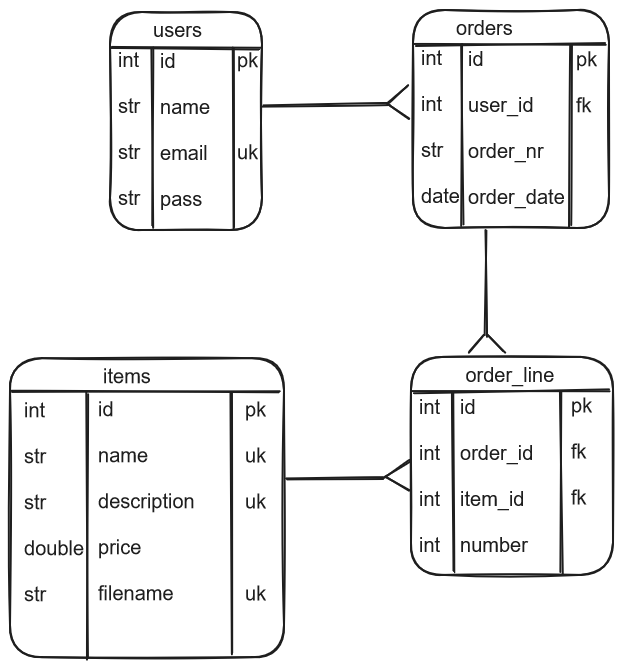 users
int id pk
str name
str email uk
str pass
orders
int id pk
int user_id fk
str order_nr
date order_date
items
int id pk
str name uk
str description uk
double price
str filename uk
order_line
int id pk
int order_id fk
int item_id fk
int number